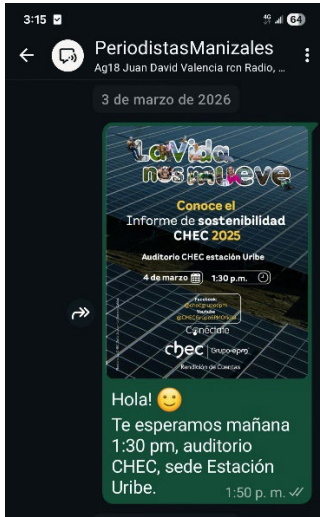 3:15
4G
64
PeriodistasManizales
Ag18 Juan David Valencia rcn Radio, ...
3 de marzo de 2026
La Vida
nos mueve
Conoce el
Informe de sostenibilidad
CHEC 2025
Auditorio CHEC estación Uribe
4 de marzo 1:30 p.m.
Facebook:
Youtube
Conéctate
chec Grupo·epm
Rendición de Cuentas
Hola!
Te esperamos mañana
1:30 pm, auditorio
CHEC, sede Estación
Uribe.
1:50 p. m.